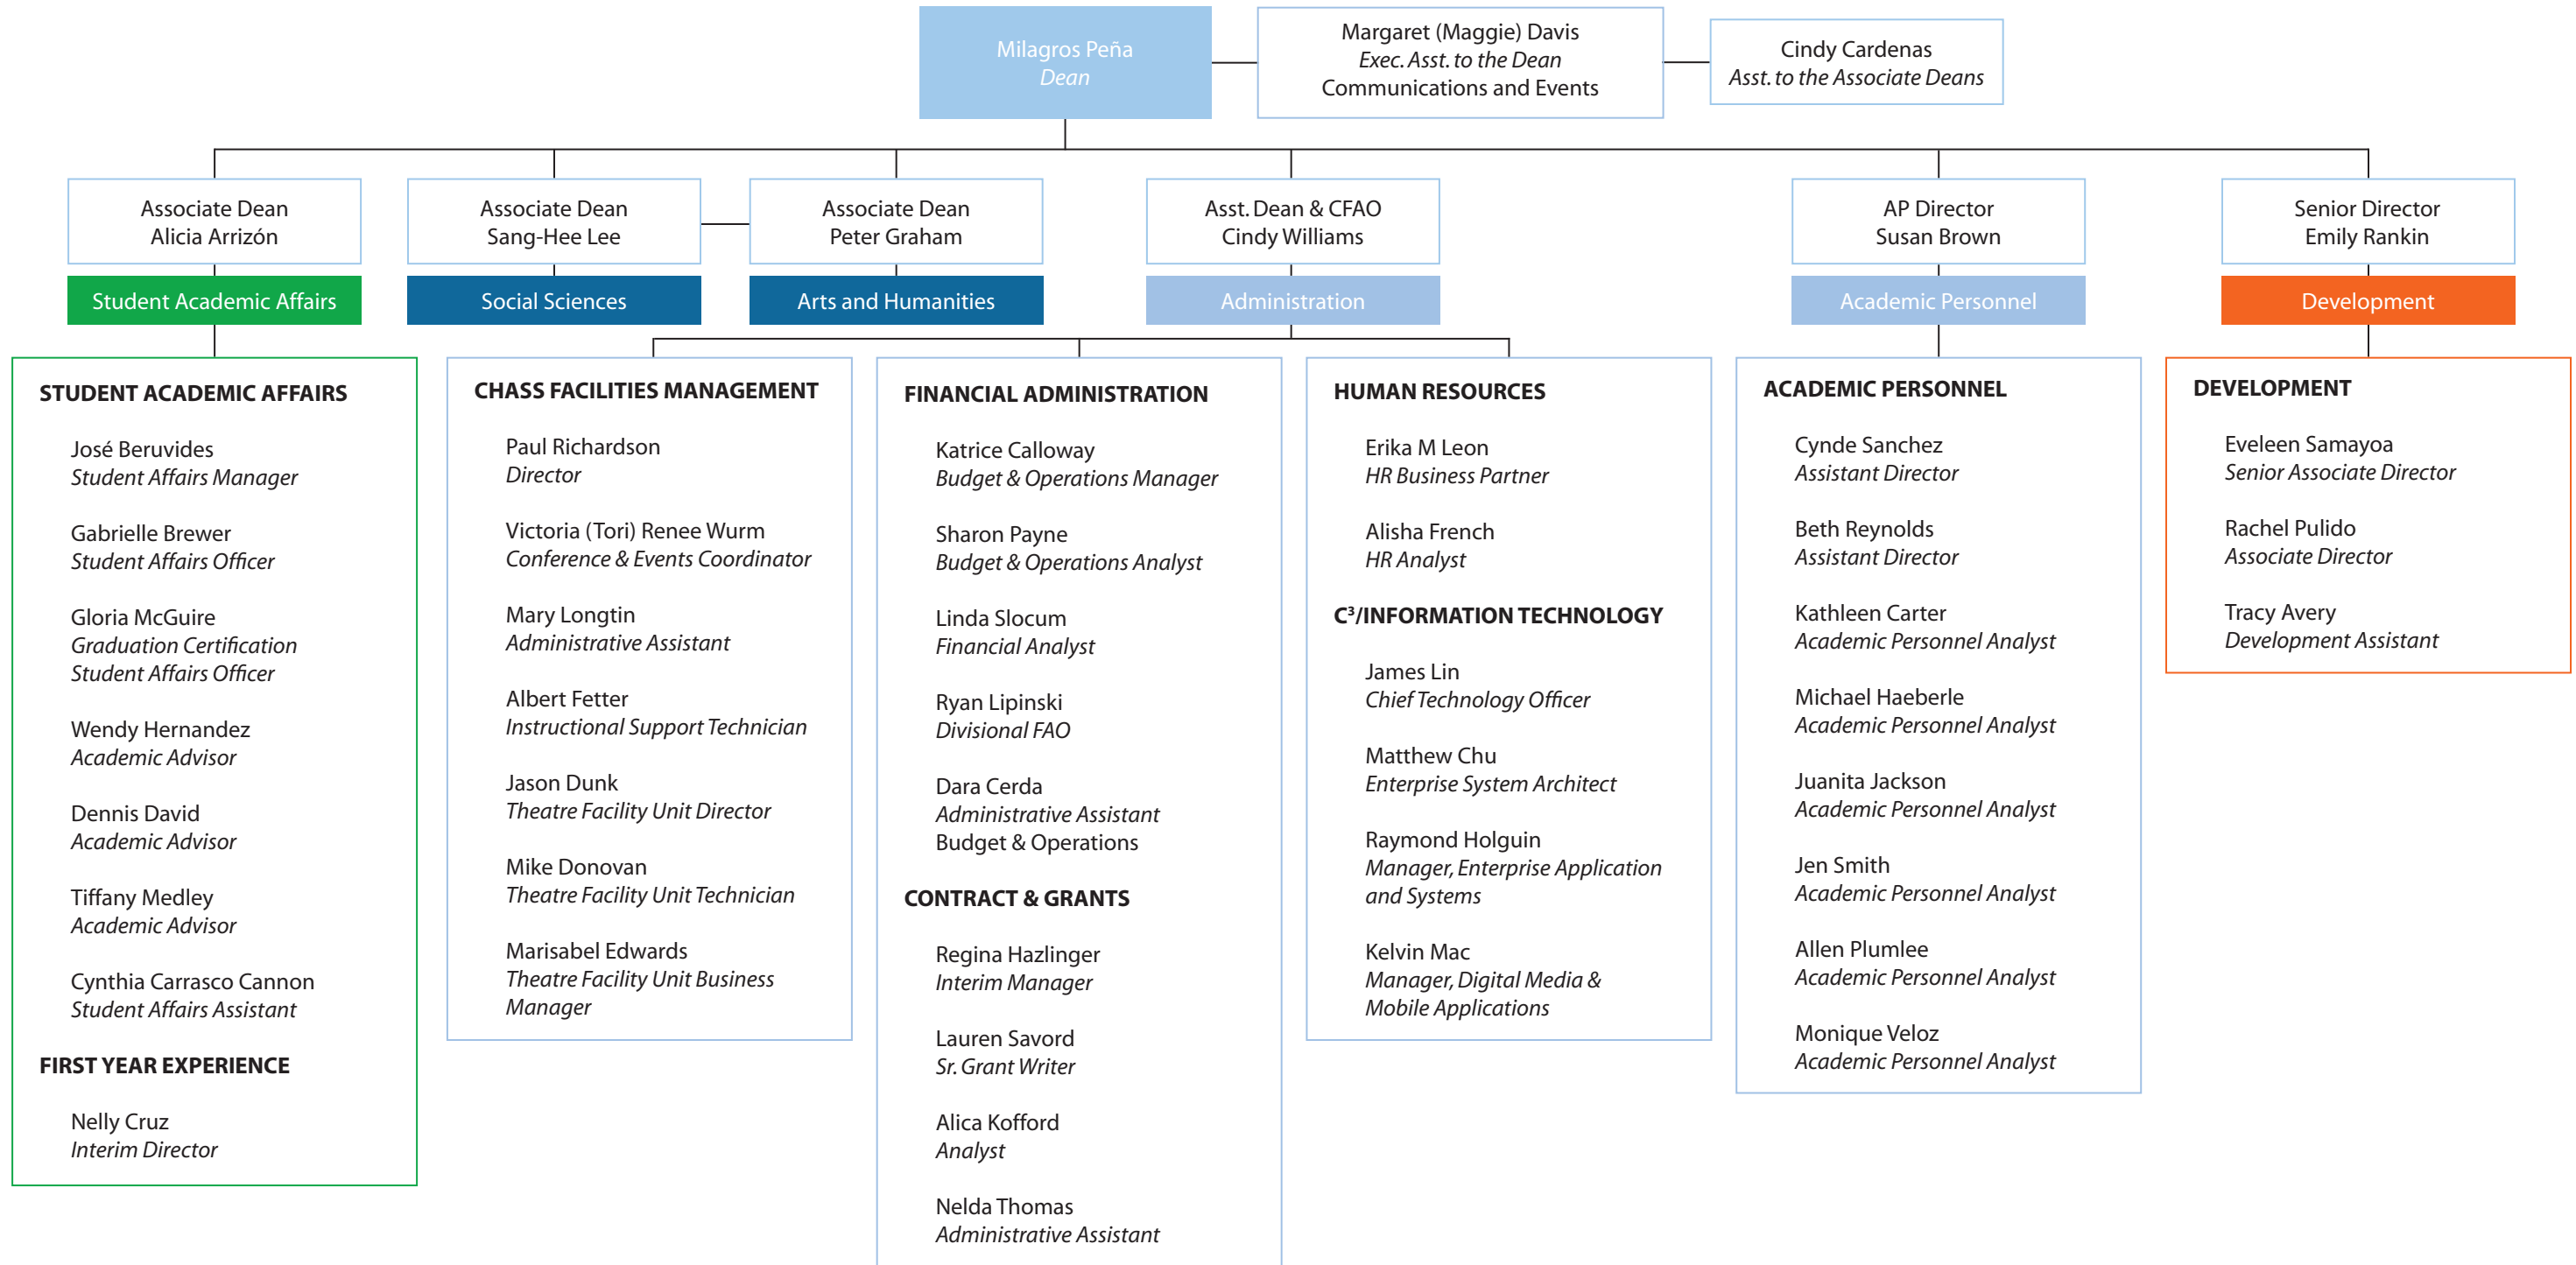 Milagros Peña
Dean
Margaret (Maggie) Davis
Exec. Asst. to the Dean
Communications and Events
Cindy Cardenas
Asst. to the Associate Deans
Associate Dean
Alicia Arrizón
Student Academic Affairs
Associate Dean
Sang-Hee Lee
Social Sciences
Associate Dean
Peter Graham
Arts and Humanities
Asst. Dean & CFAO
Cindy Williams
Administration
AP Director
Susan Brown
Academic Personnel
Senior Director
Emily Rankin
Development
STUDENT ACADEMIC AFFAIRS
José Beruvides
Student Affairs Manager
Gabrielle Brewer
Student Affairs Officer
Gloria McGuire
Graduation Certification
Student Affairs Officer
Wendy Hernandez
Academic Advisor
Dennis David
Academic Advisor
Tiffany Medley
Academic Advisor
Cynthia Carrasco Cannon
Student Affairs Assistant
FIRST YEAR EXPERIENCE
Nelly Cruz
Interim Director
CHASS FACILITIES MANAGEMENT
Paul Richardson
Director
Victoria (Tori) Renee Wurm
Conference & Events Coordinator
Mary Longtin
Administrative Assistant
Albert Fetter
Instructional Support Technician
Jason Dunk
Theatre Facility Unit Director
Mike Donovan
Theatre Facility Unit Technician
Marisabel Edwards
Theatre Facility Unit Business
Manager
FINANCIAL ADMINISTRATION
Katrice Calloway
Budget & Operations Manager
Sharon Payne
Budget & Operations Analyst
Linda Slocum
Financial Analyst
Ryan Lipinski
Divisional FAO
Dara Cerda
Administrative Assistant
Budget & Operations
CONTRACT & GRANTS
Regina Hazlinger
Interim Manager
Lauren Savord
Sr. Grant Writer
Alica Kofford
Analyst
Nelda Thomas
Administrative Assistant
HUMAN RESOURCES
Erika M Leon
HR Business Partner
Alisha French
HR Analyst
C³/INFORMATION TECHNOLOGY
James Lin
Chief Technology Officer
Matthew Chu
Enterprise System Architect
Raymond Holguin
Manager, Enterprise Application
and Systems
Kelvin Mac
Manager, Digital Media &
Mobile Applications
ACADEMIC PERSONNEL
Cynde Sanchez
Assistant Director
Beth Reynolds
Assistant Director
Kathleen Carter
Academic Personnel Analyst
Michael Haeberle
Academic Personnel Analyst
Juanita Jackson
Academic Personnel Analyst
Jen Smith
Academic Personnel Analyst
Allen Plumlee
Academic Personnel Analyst
Monique Veloz
Academic Personnel Analyst
DEVELOPMENT
Eveleen Samayoa
Senior Associate Director
Rachel Pulido
Associate Director
Tracy Avery
Development Assistant